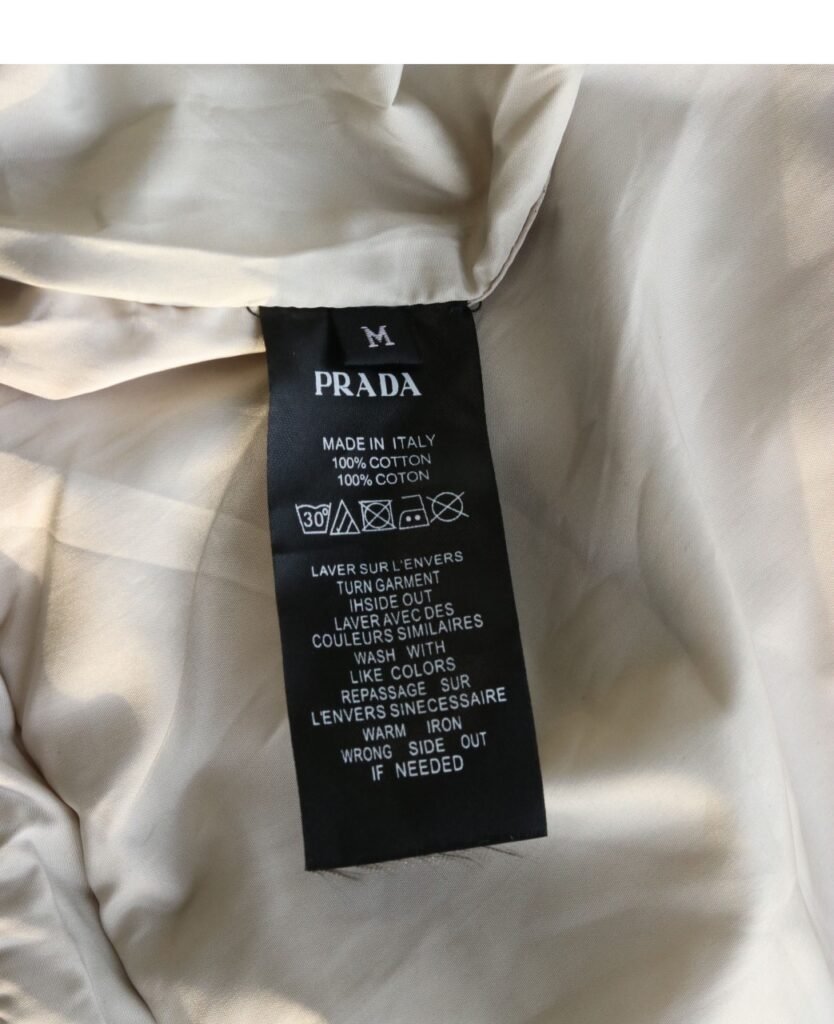 M
PRADA
MADE IN ITALY
100% COTTON
100% COTON
30°
LAVER SUR L'ENVERS
TURN GARMENT
IHSIDE OUT
LAVER AVEC DES
COULEURS SIMILAIRES
WASH WITH
LIKE COLORS
REPASSAGE SUR
L'ENVERS SINECESSAIRE
WARM IRON
WRONG SIDE OUT
IF NEEDED